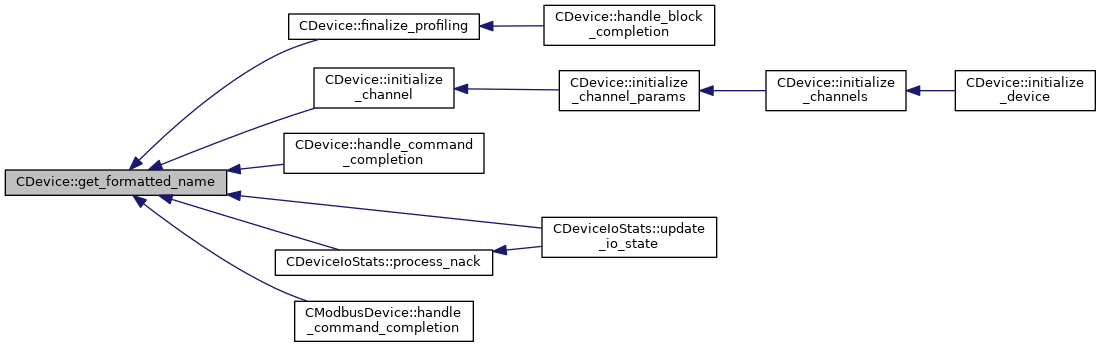 CDevice::finalize_profiling
CDevice::handle_block
_completion
CDevice::initialize
_channel
CDevice::initialize
_channel_params
CDevice::initialize
_channels
CDevice::initialize
_device
CDevice::handle_command
_completion
CDevice::get_formatted_name
CDeviceIoStats::update
_io_state
CDeviceIoStats::process_nack
CModbusDevice::handle
_command_completion